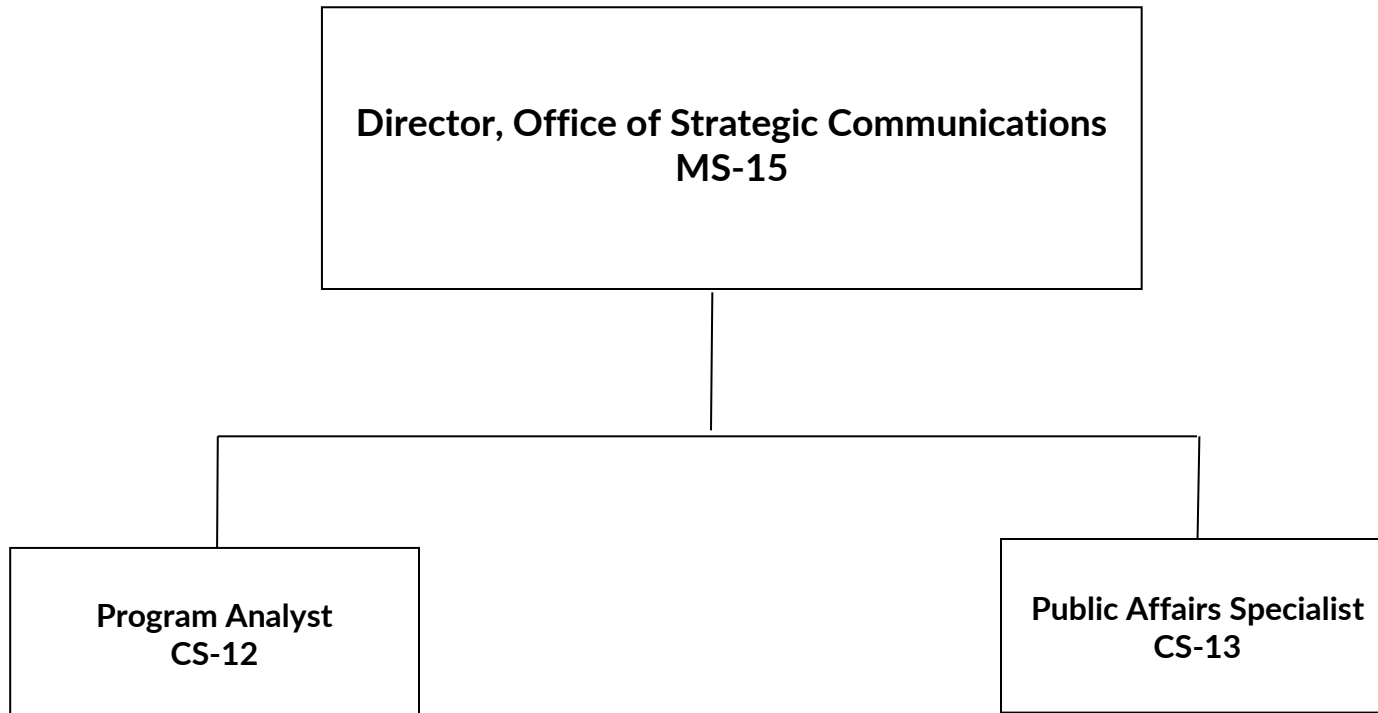 Director, Office of Strategic Communications
MS-15
Program Analyst
CS-12
Public Affairs Specialist
CS-13